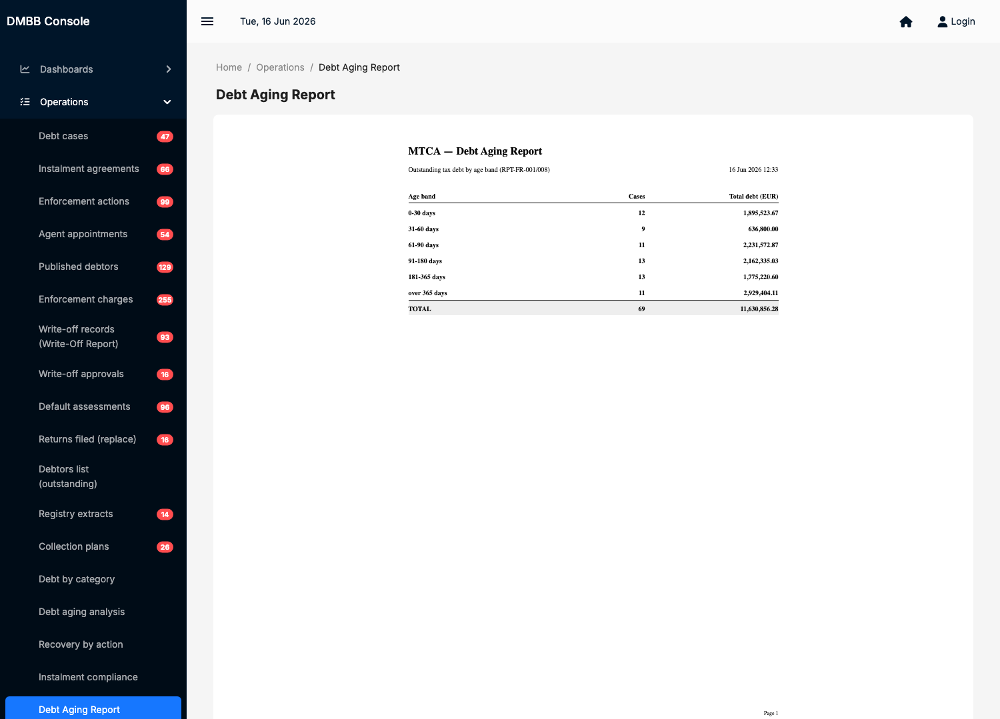 DMBB Console
Tue, 16 Jun 2026
Login
Dashboards
Operations
Debt cases 47
Instalment agreements 66
Enforcement actions 99
Agent appointments 54
Published debtors 129
Enforcement charges 255
Write-off records
(Write-Off Report) 93
Write-off approvals 16
Default assessments 96
Returns filed (replace) 16
Debtors list
(outstanding)
Registry extracts 14
Collection plans 26
Debt by category
Debt aging analysis
Recovery by action
Instalment compliance
Debt Aging Report
Home / Operations / Debt Aging Report
Debt Aging Report
MTCA — Debt Aging Report
Outstanding tax debt by age band (RPT-FR-001/008) 16 Jun 2026 12:33
Age band Cases Total debt (EUR)
0-30 days 12 1,895,523.67
31-60 days 9 636,800.00
61-90 days 11 2,231,572.87
91-180 days 13 2,162,335.03
181-365 days 13 1,775,220.60
over 365 days 11 2,929,404.11
TOTAL 69 11,630,856.28
Page 1